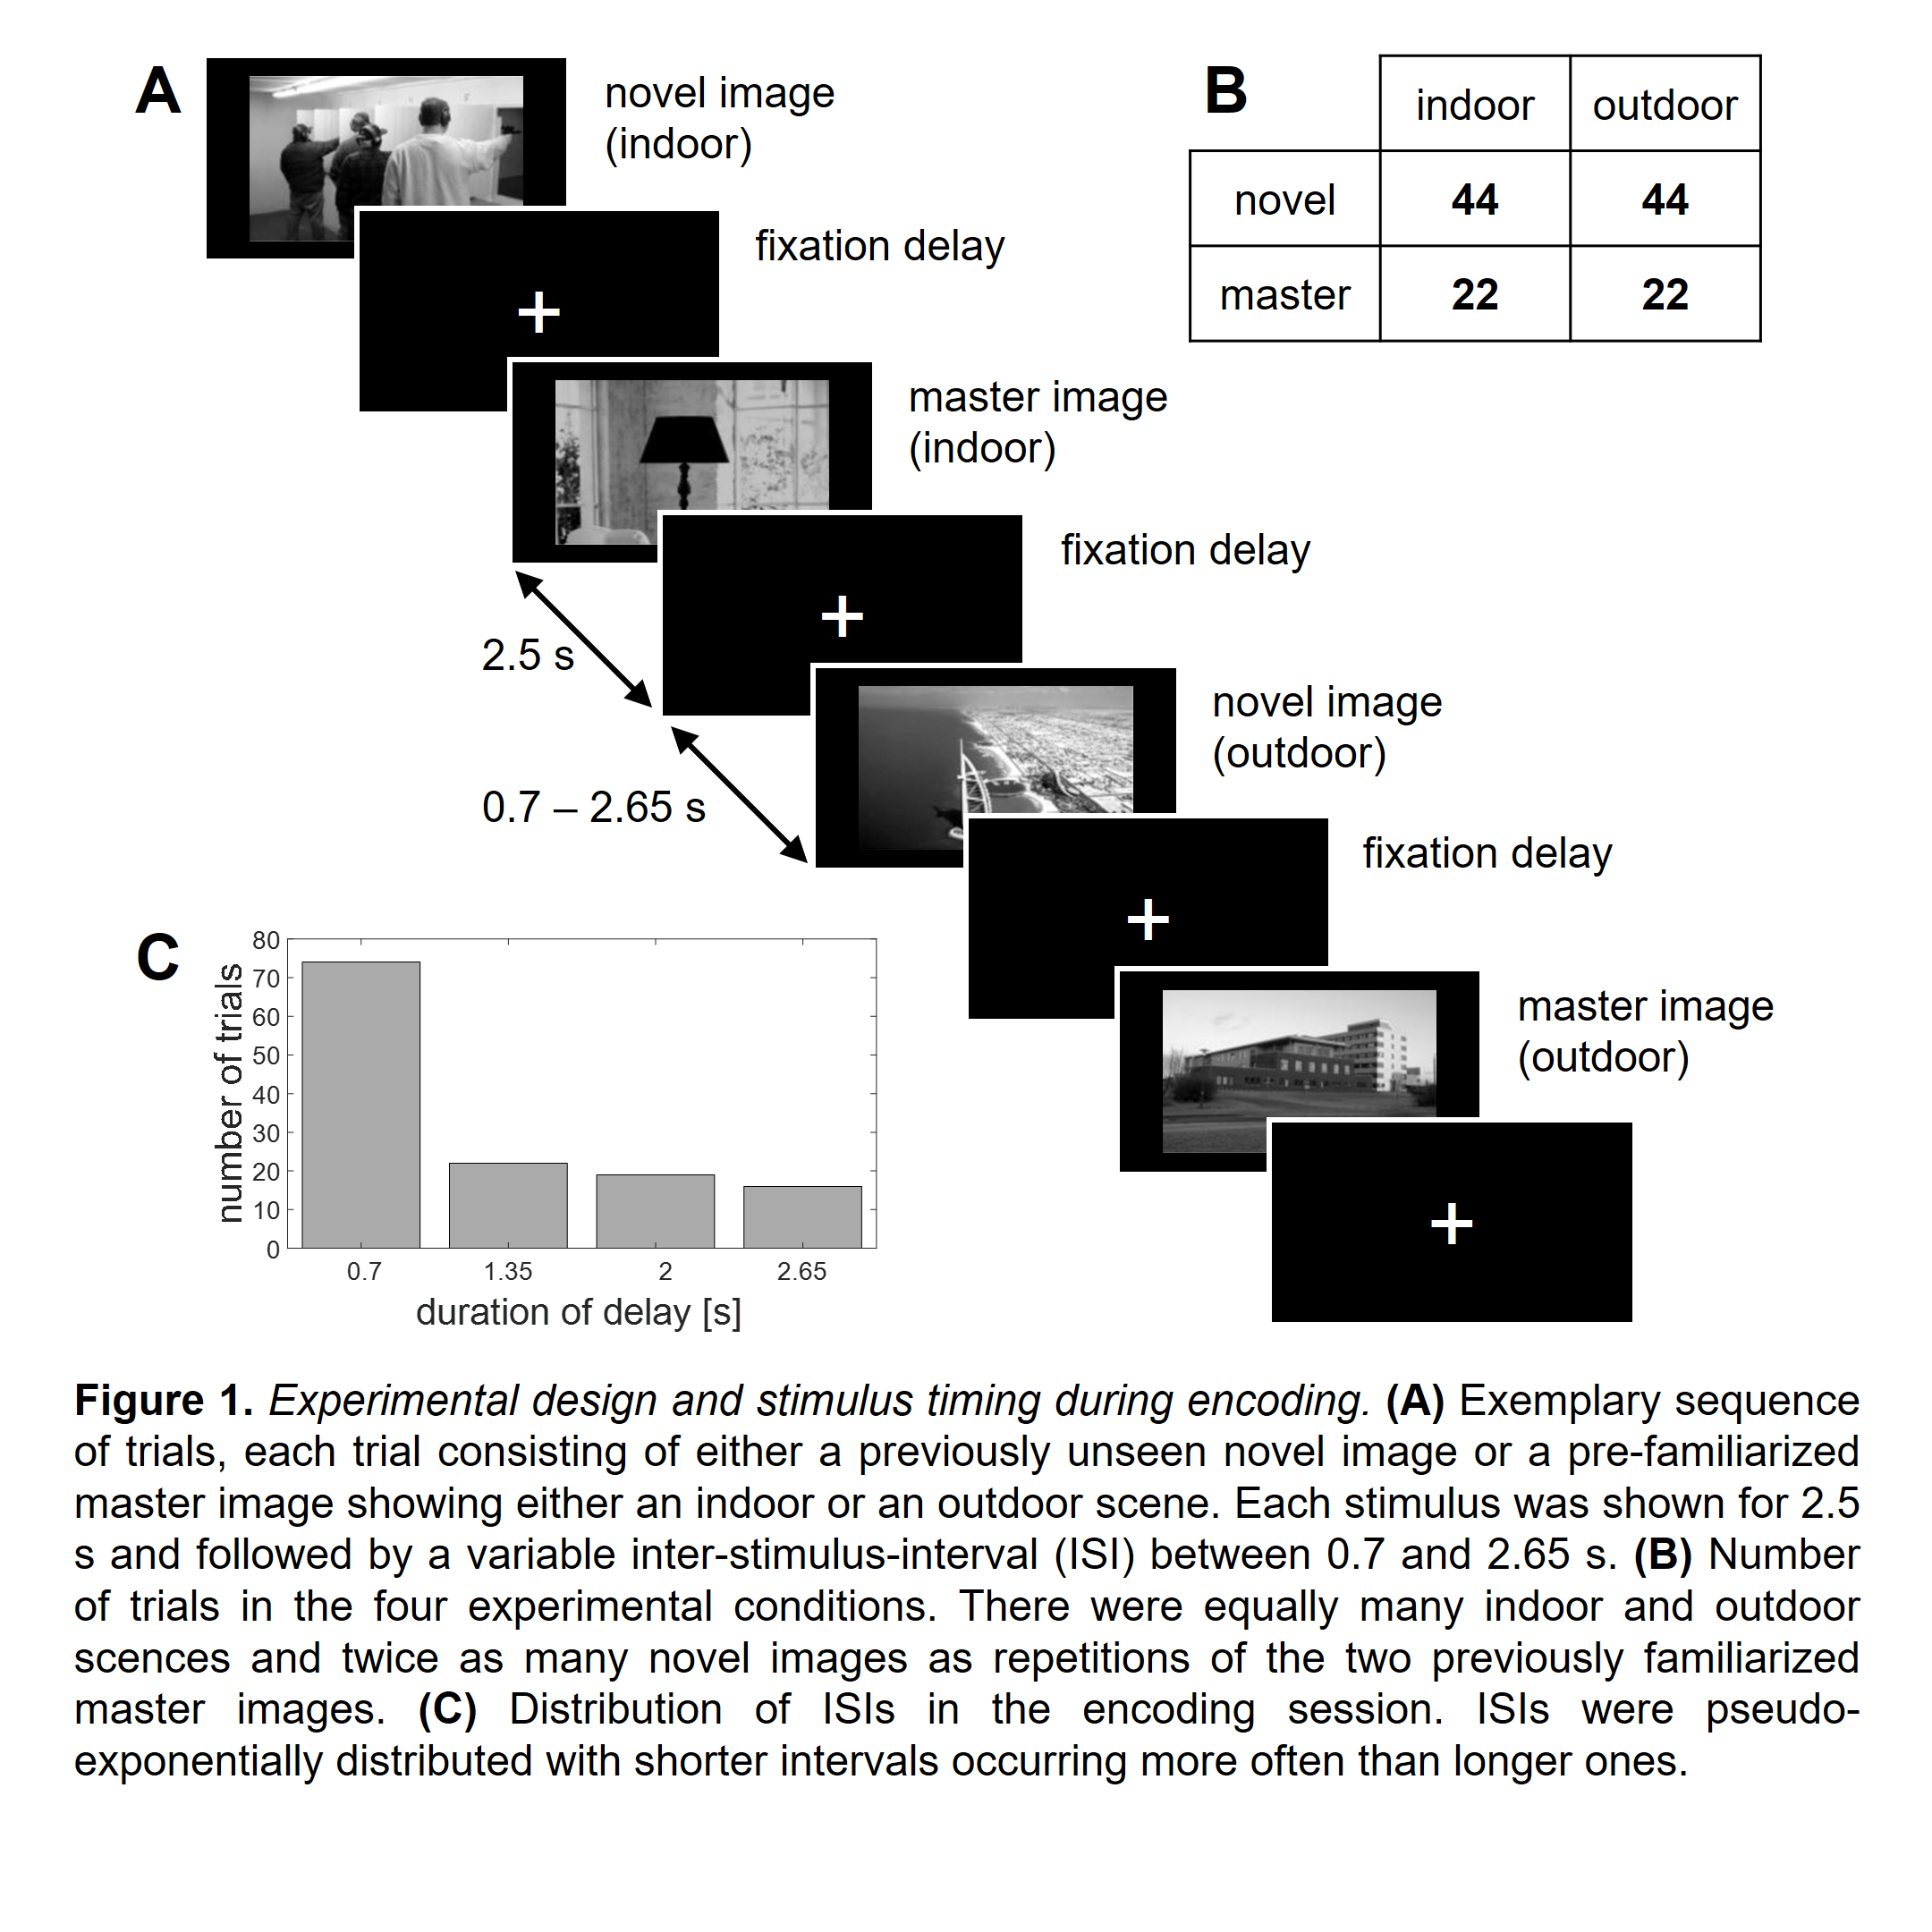 A
novel image
(indoor)
fixation delay
master image
(indoor)
fixation delay
2.5 s
novel image
(outdoor)
0.7 – 2.65 s
fixation delay
master image
(outdoor)
B
indoor outdoor
novel 44 44
master 22 22
C
number of trials
80
70
60
50
40
30
20
10
0
0.7 1.35 2 2.65
duration of delay [s]
Figure 1. Experimental design and stimulus timing during encoding. (A) Exemplary sequence
of trials, each trial consisting of either a previously unseen novel image or a pre-familiarized
master image showing either an indoor or an outdoor scene. Each stimulus was shown for 2.5
s and followed by a variable inter-stimulus-interval (ISI) between 0.7 and 2.65 s. (B) Number
of trials in the four experimental conditions. There were equally many indoor and outdoor
scences and twice as many novel images as repetitions of the two previously familiarized
master images. (C) Distribution of ISIs in the encoding session. ISIs were pseudo-
exponentially distributed with shorter intervals occurring more often than longer ones.